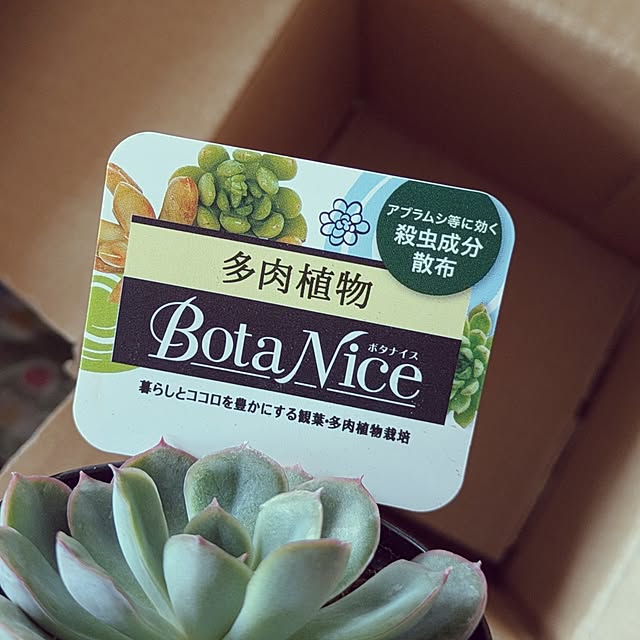 アブラムシ等に効く
殺虫成分
散布
多肉植物
ボタナイス
BotaNice
暮らしとココロを豊かにする観葉・多肉植物栽培